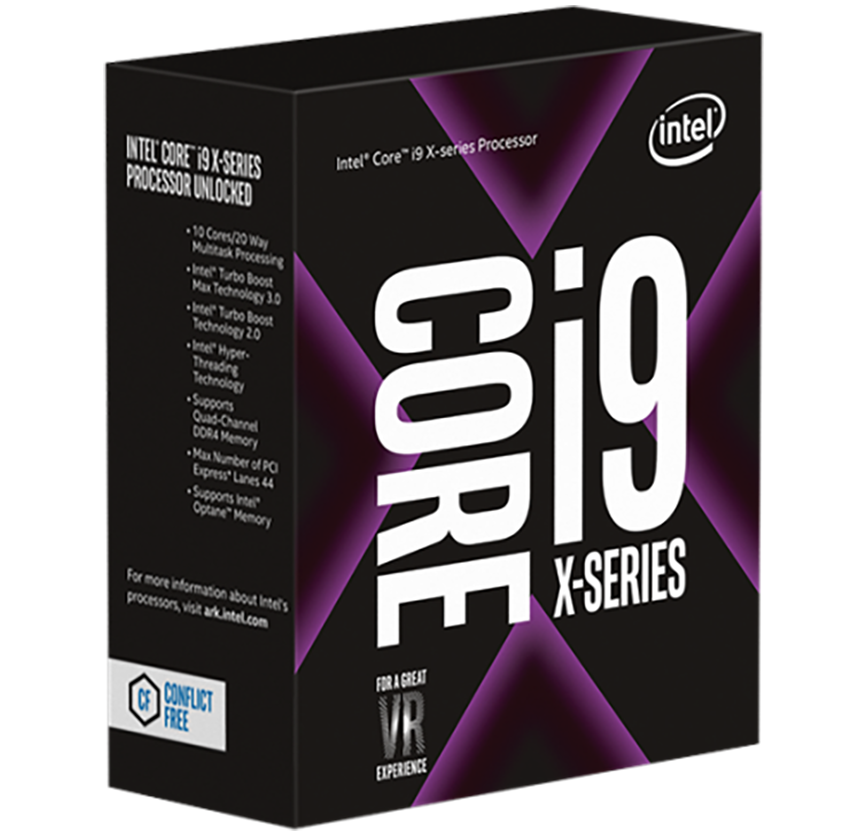 INTEL® CORE™ i9 X-SERIES
PROCESSOR UNLOCKED
• 10 Cores/20 Way
Multitask Processing
• Intel® Turbo Boost
Max Technology 3.0
• Intel® Turbo Boost
Technology 2.0
• Intel® Hyper-
Threading
Technology
• Supports
Quad-Channel
DDR4 Memory
• Max Number of PCI
Express® Lanes 44
• Supports Intel®
Optane™ Memory
For more information about Intel's
processors, visit ark.intel.com
CF
CONFLICT
FREE
Intel® Core™ i9 X-series Processor
intel®
CORE
i9
X-SERIES
FOR A GREAT
VR
EXPERIENCE